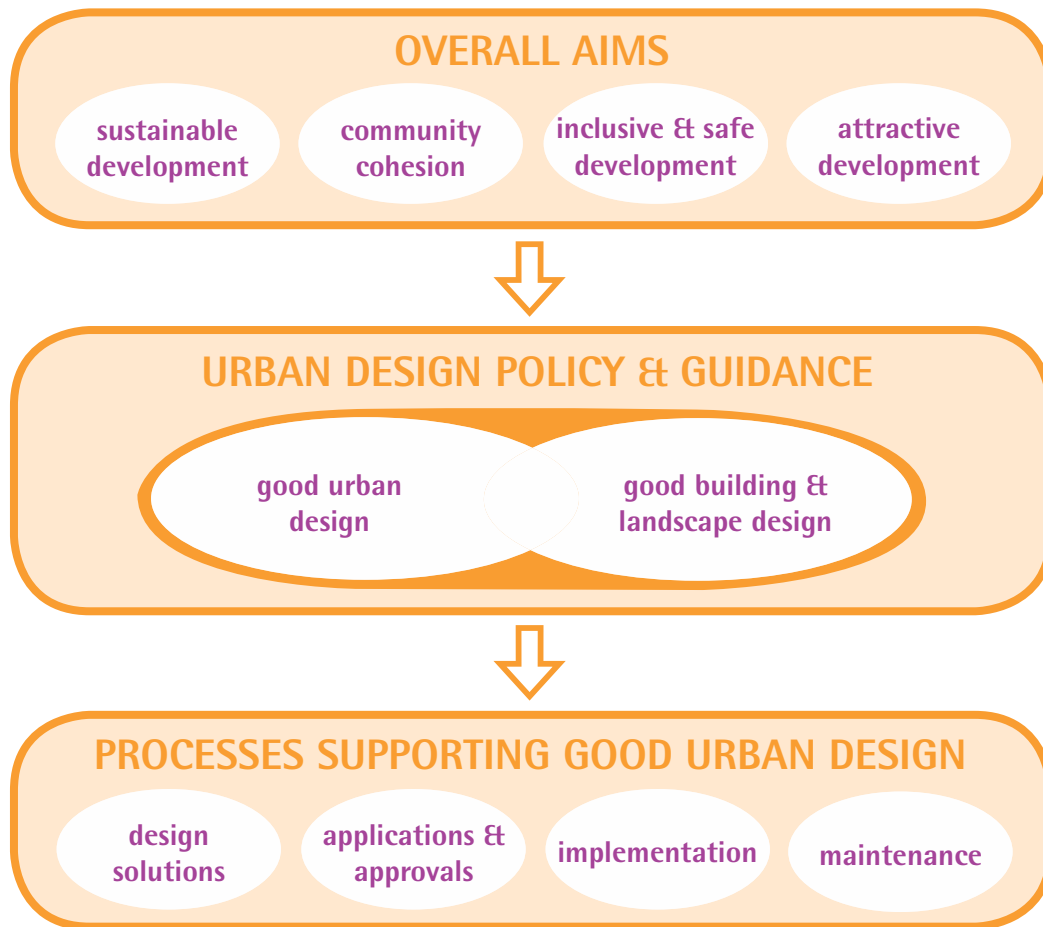 OVERALL AIMS
sustainable
development
community
cohesion
inclusive & safe
development
attractive
development
URBAN DESIGN POLICY & GUIDANCE
good urban
design
good building &
landscape design
PROCESSES SUPPORTING GOOD URBAN DESIGN
design
solutions
applications &
approvals
implementation
maintenance